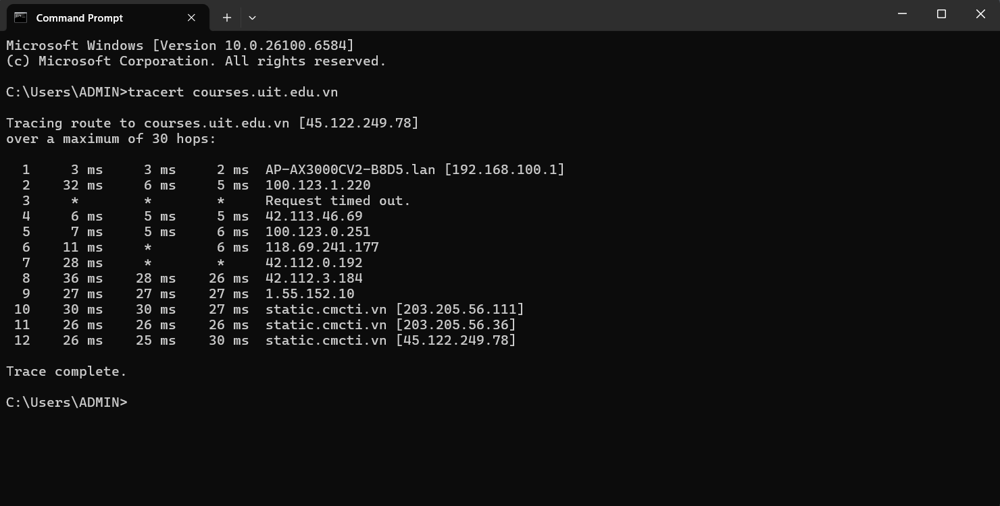 Command Prompt
Microsoft Windows [Version 10.0.26100.6584]
(c) Microsoft Corporation. All rights reserved.
C:\Users\ADMIN>tracert courses.uit.edu.vn
Tracing route to courses.uit.edu.vn [45.122.249.78]
over a maximum of 30 hops:
  1     3 ms     3 ms     2 ms  AP-AX3000CV2-B8D5.lan [192.168.100.1]
  2    32 ms     6 ms     5 ms  100.123.1.220
  3     *        *        *     Request timed out.
  4     6 ms     5 ms     5 ms  42.113.46.69
  5     7 ms     5 ms     6 ms  100.123.0.251
  6    11 ms     *        6 ms  118.69.241.177
  7    28 ms     *        *     42.112.0.192
  8    36 ms    28 ms    26 ms  42.112.3.184
  9    27 ms    27 ms    27 ms  1.55.152.10
 10    30 ms    30 ms    27 ms  static.cmcti.vn [203.205.56.111]
 11    26 ms    26 ms    26 ms  static.cmcti.vn [203.205.56.36]
 12    26 ms    25 ms    30 ms  static.cmcti.vn [45.122.249.78]
Trace complete.
C:\Users\ADMIN>